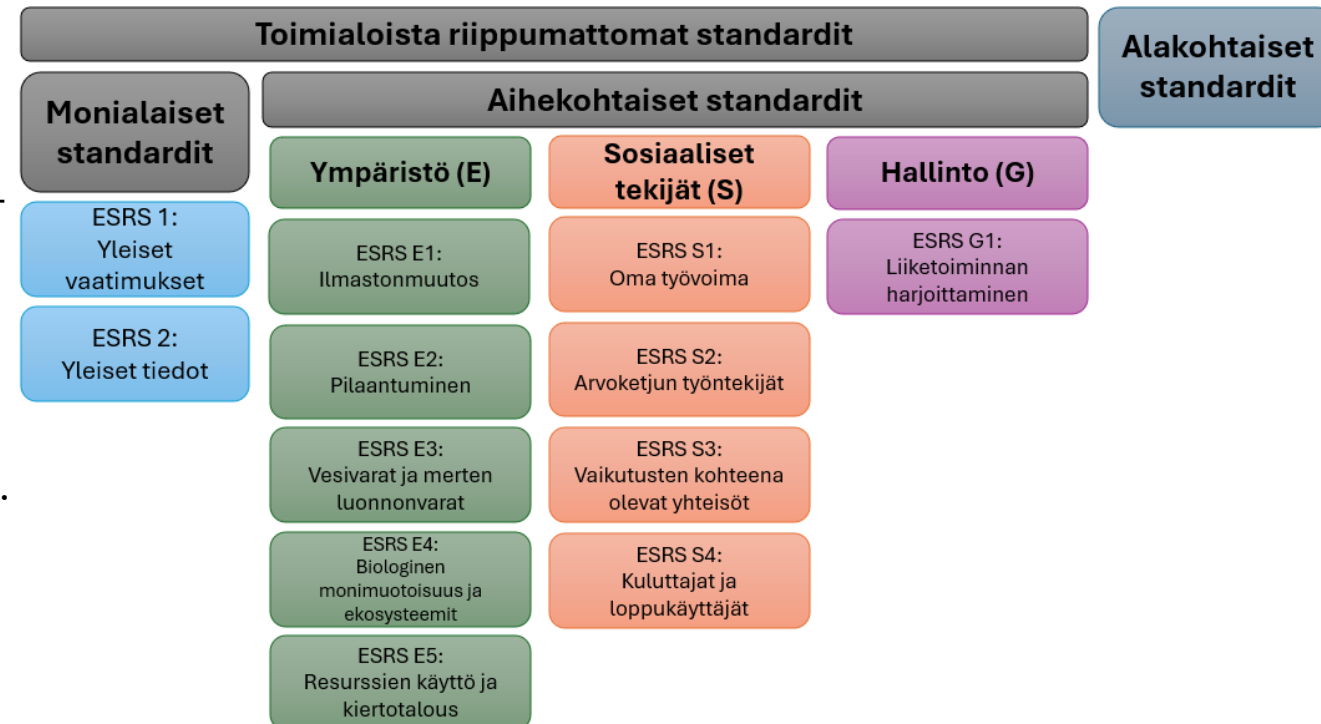 Toimialoista riippumattomat standardit
Alakohtaiset
standardit
Monialaiset
standardit
Aihekohtaiset standardit
Ympäristö (E)
Sosiaaliset
tekijät (S)
Hallinto (G)
ESRS 1:
Yleiset
vaatimukset
ESRS 2:
Yleiset tiedot
ESRS E1:
Ilmastonmuutos
ESRS E2:
Pilaantuminen
ESRS E3:
Vesivarat ja merten
luonnonvarat
ESRS E4:
Biologinen
monimuotoisuus ja
ekosysteemit
ESRS E5:
Resurssien käyttö ja
kiertotalous
ESRS S1:
Oma työvoima
ESRS S2:
Arvoketjun työntekijät
ESRS S3:
Vaikutusten kohteena
olevat yhteisöt
ESRS S4:
Kuluttajat ja
loppukäyttäjät
ESRS G1:
Liiketoiminnan
harjoittaminen